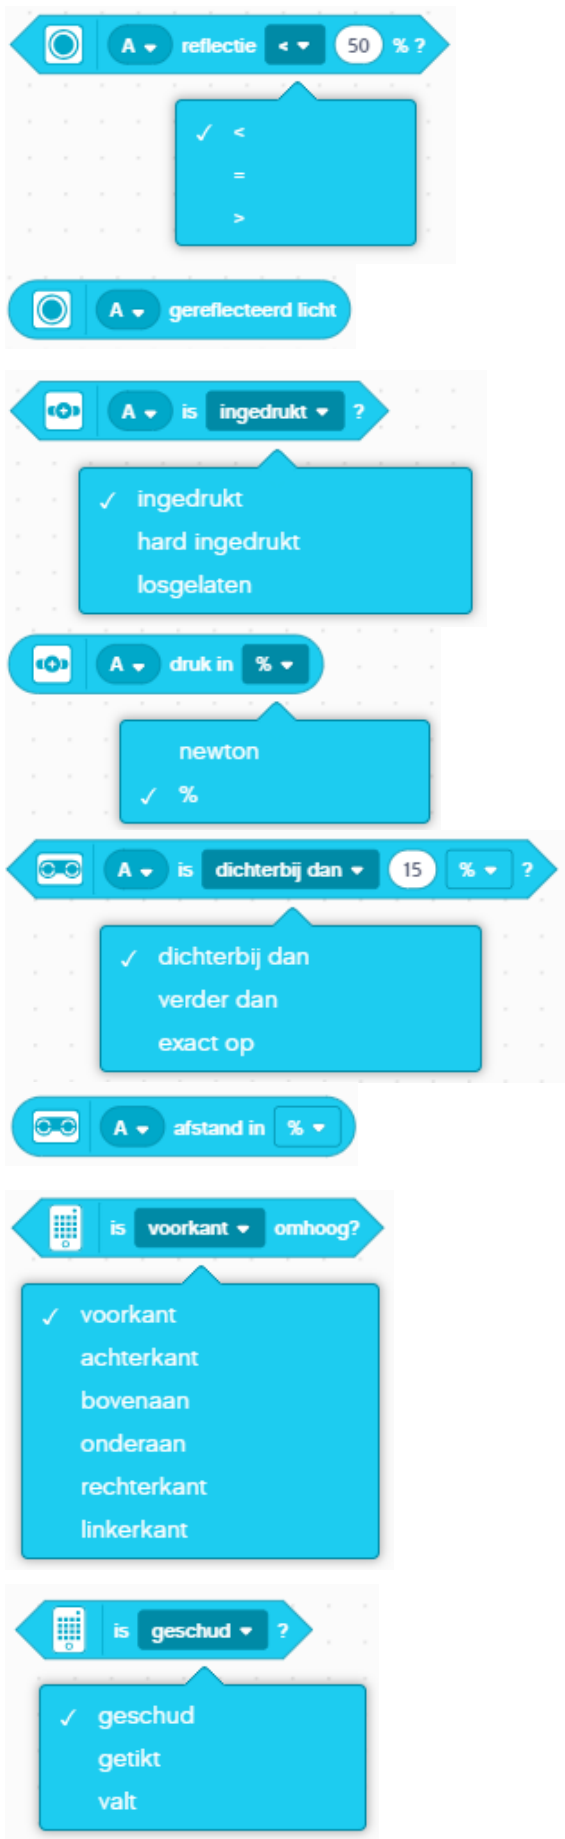 A reflectie < 50 % ?
✓ <
=
>
A gereflecteerd licht
A is ingedrukt ?
✓ ingedrukt
hard ingedrukt
losgelaten
A druk in %
newton
✓ %
A is dichterbij dan 15 % ?
✓ dichterbij dan
verder dan
exact op
A afstand in %
is voorkant omhoog?
✓ voorkant
achterkant
bovenaan
onderaan
rechterkant
linkerkant
is geschud ?
✓ geschud
getikt
valt